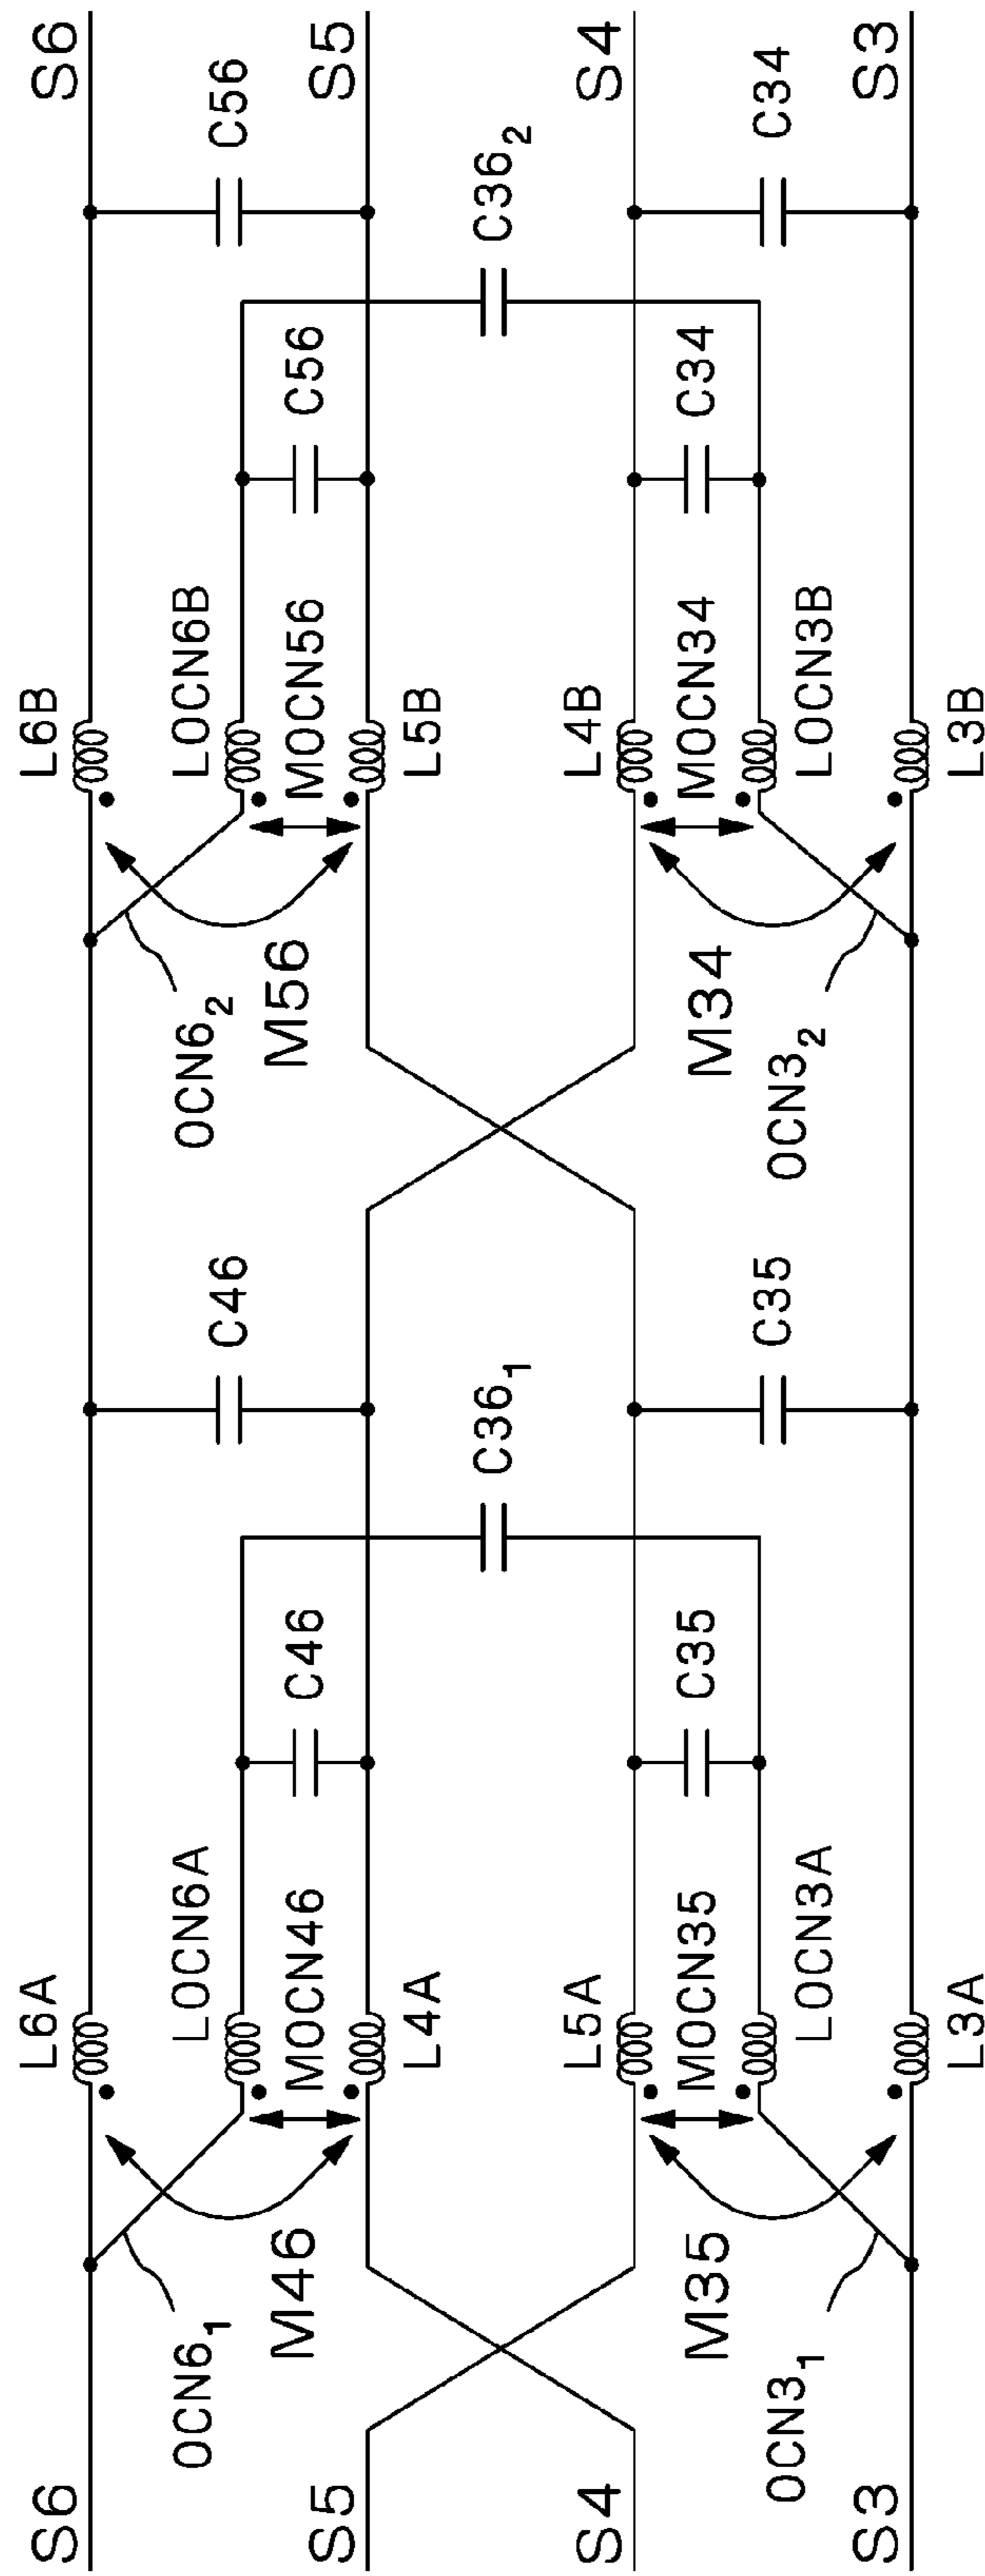 L6A
L6B
S6
S6
OCN6₁
LOCN6A
OCN6₂
LOCN6B
C46
C56
M46
MOCN46
C46
M56
MOCN56
C56
S5
S5
L4A
L5B
C36₁
C36₂
L5A
L4B
S4
S4
M35
MOCN35
C35
M34
MOCN34
C34
C35
C34
OCN3₁
LOCN3A
OCN3₂
LOCN3B
S3
S3
L3A
L3B